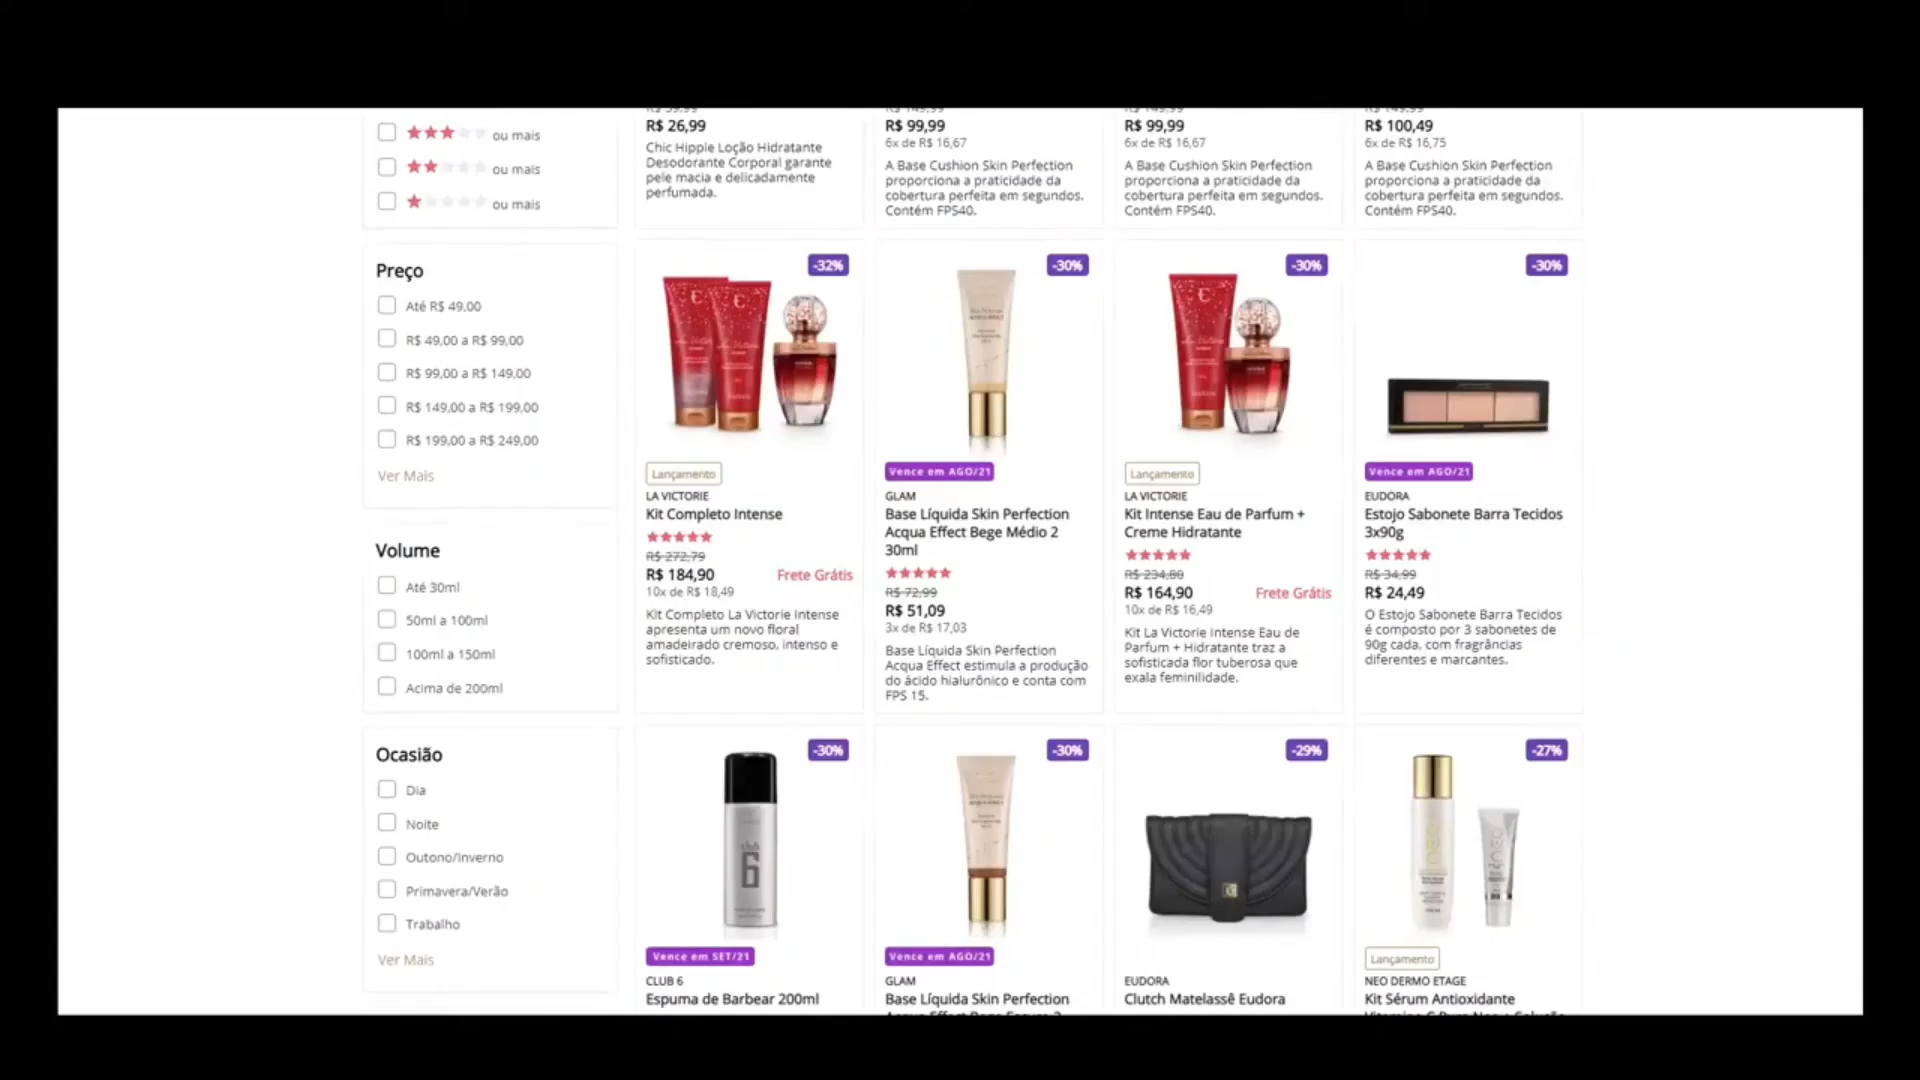 ou mais
ou mais
ou mais
Preço
Até R$ 49,00
R$ 49,00 a R$ 99,00
R$ 99,00 a R$ 149,00
R$ 149,00 a R$ 199,00
R$ 199,00 a R$ 249,00
Ver Mais
Volume
Até 30ml
50ml a 100ml
100ml a 150ml
Acima de 200ml
Ocasião
Dia
Noite
Outono/Inverno
Primavera/Verão
Trabalho
Ver Mais
R$ 26,99
Chic Hippie Loção Hidratante
Desodorante Corporal garante
pele macia e delicadamente
perfumada.
R$ 99,99
6x de R$ 16,67
A Base Cushion Skin Perfection
proporciona a praticidade da
cobertura perfeita em segundos.
Contém FPS40.
R$ 99,99
6x de R$ 16,67
A Base Cushion Skin Perfection
proporciona a praticidade da
cobertura perfeita em segundos.
Contém FPS40.
R$ 100,49
6x de R$ 16,75
A Base Cushion Skin Perfection
proporciona a praticidade da
cobertura perfeita em segundos.
Contém FPS40.
-32%
Lançamento
LA VICTORIE
Kit Completo Intense
R$ 272,79
R$ 184,90 Frete Grátis
10x de R$ 18,49
Kit Completo La Victorie Intense
apresenta um novo floral
amadeirado cremoso, intenso e
sofisticado.
-30%
Vence em AGO/21
GLAM
Base Líquida Skin Perfection
Acqua Effect Bege Médio 2
30ml
R$ 72,99
R$ 51,09
3x de R$ 17,03
Base Líquida Skin Perfection
Acqua Effect estimula a produção
do ácido hialurônico e conta com
FPS 15.
-30%
Lançamento
LA VICTORIE
Kit Intense Eau de Parfum +
Creme Hidratante
R$ 234,80
R$ 164,90 Frete Grátis
10x de R$ 16,49
Kit La Victorie Intense Eau de
Parfum + Hidratante traz a
sofisticada flor tuberosa que
exala feminilidade.
-30%
Vence em AGO/21
EUDORA
Estojo Sabonete Barra Tecidos
3x90g
R$ 34,99
R$ 24,49
O Estojo Sabonete Barra Tecidos
é composto por 3 sabonetes de
90g cada, com fragrâncias
diferentes e marcantes.
-30%
club
6
Vence em SET/21
CLUB 6
Espuma de Barbear 200ml
-30%
Vence em AGO/21
GLAM
Base Líquida Skin Perfection
-29%
EUDORA
Clutch Matelassê Eudora
-27%
neo
Lançamento
NEO DERMO ETAGE
Kit Sérum Antioxidante